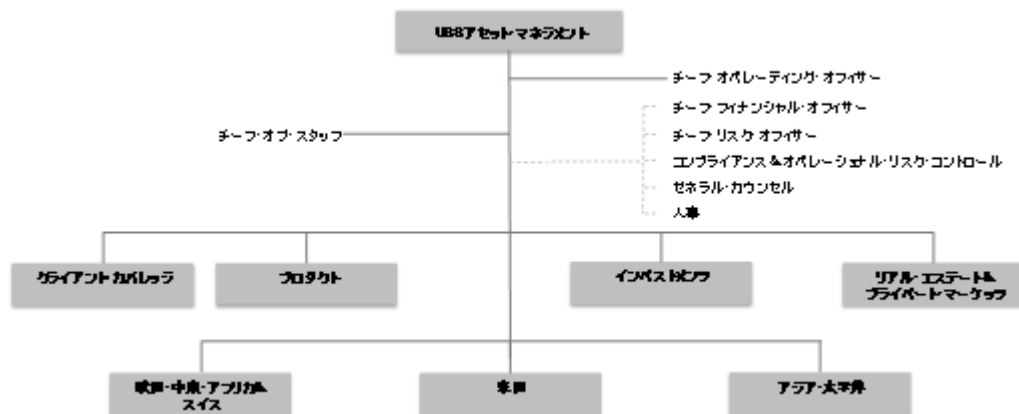 UBSアセット・マネジメント
チーフ・オペレーティング・オフィサー
チーフ・フィナンシャル・オフィサー
チーフ・オブ・スタッフ
チーフ・リスク・オフィサー
コンプライアンス＆オペレーショナル・リスク・コントロール
ゼネラル・カウンセル
人事
クライアントカバレッジ
プロダクト
インベストメンツ
リアル・エステート＆
プライベート・マーケッツ
欧州・中東・アフリカ＆
スイス
米国
アジア・太平洋